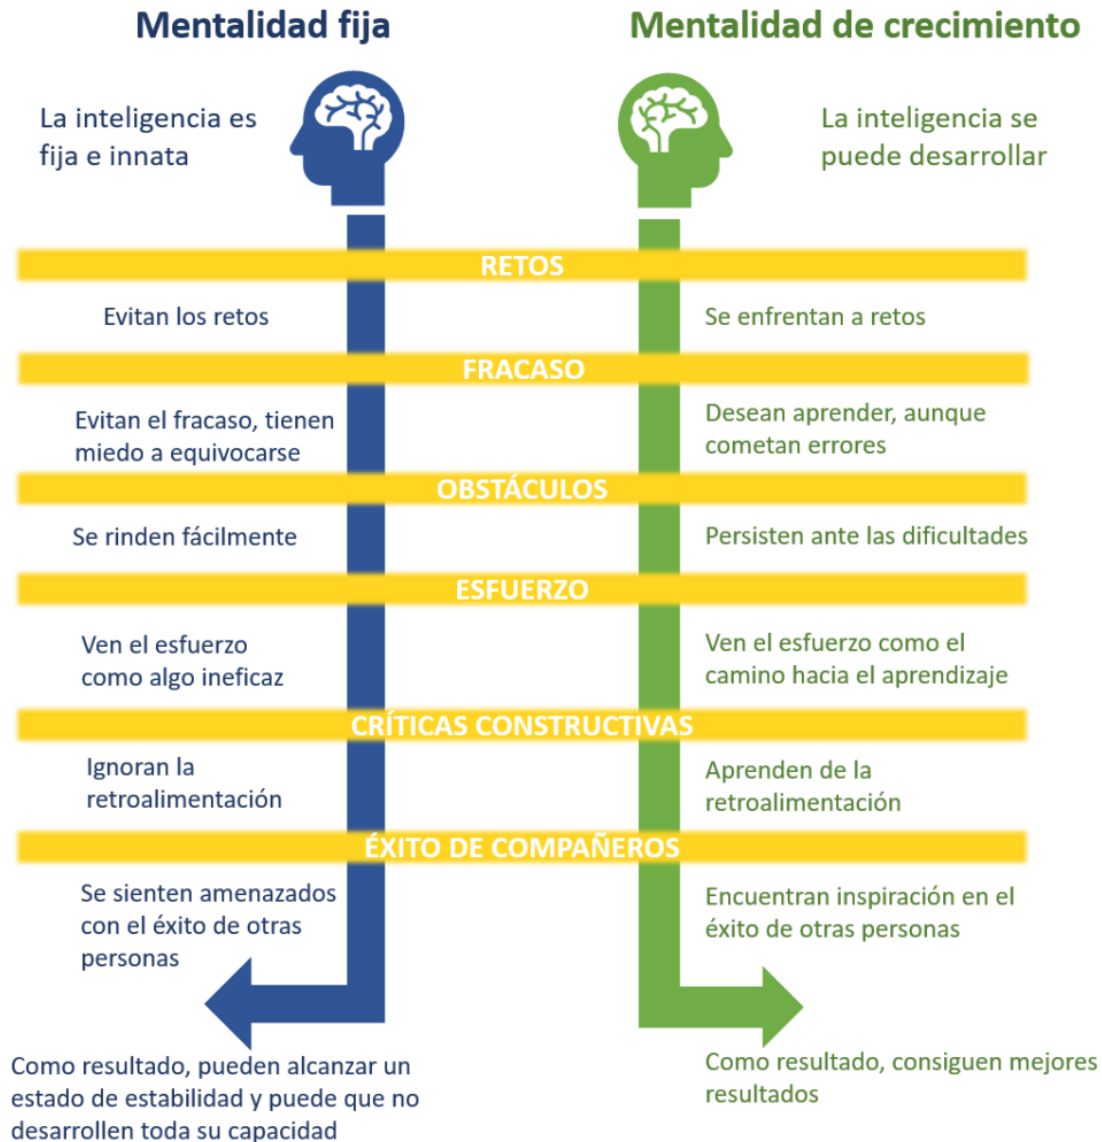 Mentalidad fija
Mentalidad de crecimiento
La inteligencia es
fija e innata
La inteligencia se
puede desarrollar
RETOS
Evitan los retos
Se enfrentan a retos
FRACASO
Evitan el fracaso, tienen
miedo a equivocarse
Desean aprender, aunque
cometan errores
OBSTÁCULOS
Se rinden fácilmente
Persisten ante las dificultades
ESFUERZO
Ven el esfuerzo
como algo ineficaz
Ven el esfuerzo como el
camino hacia el aprendizaje
CRÍTICAS CONSTRUCTIVAS
Ignoran la
retroalimentación
Aprenden de la
retroalimentación
ÉXITO DE COMPAÑEROS
Se sienten amenazados
con el éxito de otras
personas
Encuentran inspiración en el
éxito de otras personas
Como resultado, pueden alcanzar un
estado de estabilidad y puede que no
desarrollen toda su capacidad
Como resultado, consiguen mejores
resultados